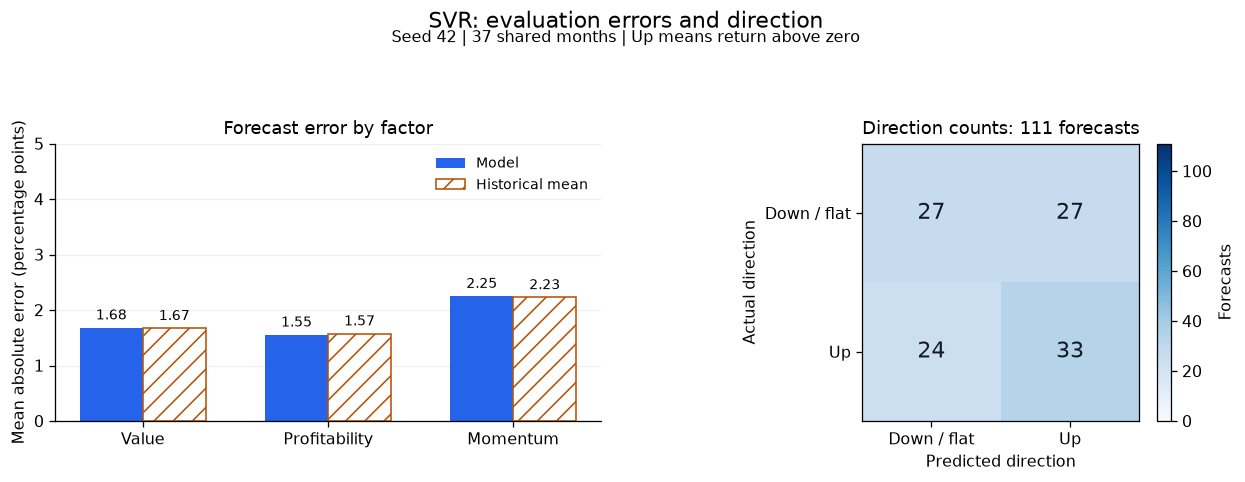 SVR: evaluation errors and direction
Seed 42 | 37 shared months | Up means return above zero
Forecast error by factor
Mean absolute error (percentage points)
5
4
3
2
1
0
Model
Historical mean
1.68
1.67
1.55
1.57
2.25
2.23
Value
Profitability
Momentum
Direction counts: 111 forecasts
Actual direction
Down / flat
Up
27
27
24
33
Down / flat
Up
Predicted direction
100
80
60
40
20
0
Forecasts